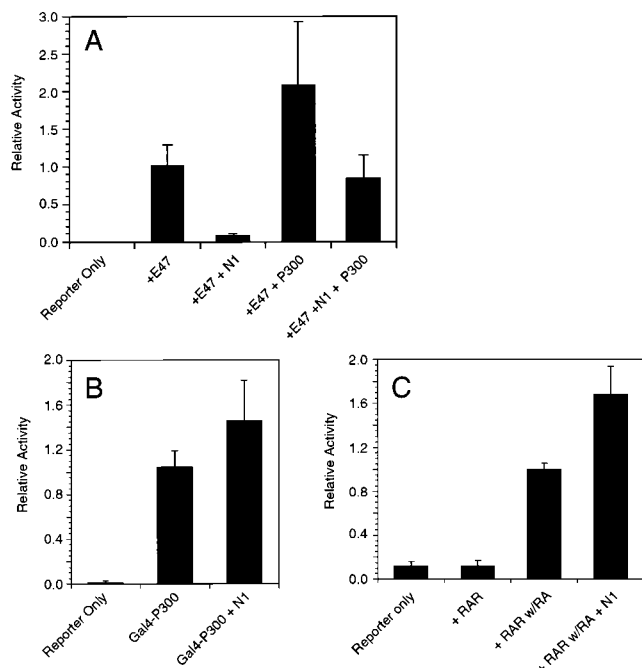 A
Relative Activity
3.0
2.5
2.0
1.5
1.0
0.5
0.0
Reporter Only
+E47
+E47 + N1
+E47 + P300
+E47 +N1 + P300
B
Relative Activity
2.0
1.6
1.2
0.8
0.4
0.0
Reporter Only
Gal4-P300
Gal4-P300 + N1
C
Relative Activity
2.0
1.6
1.2
0.8
0.4
0.0
Reporter only
+ RAR
+ RAR w/RA
+ RAR w/RA + N1